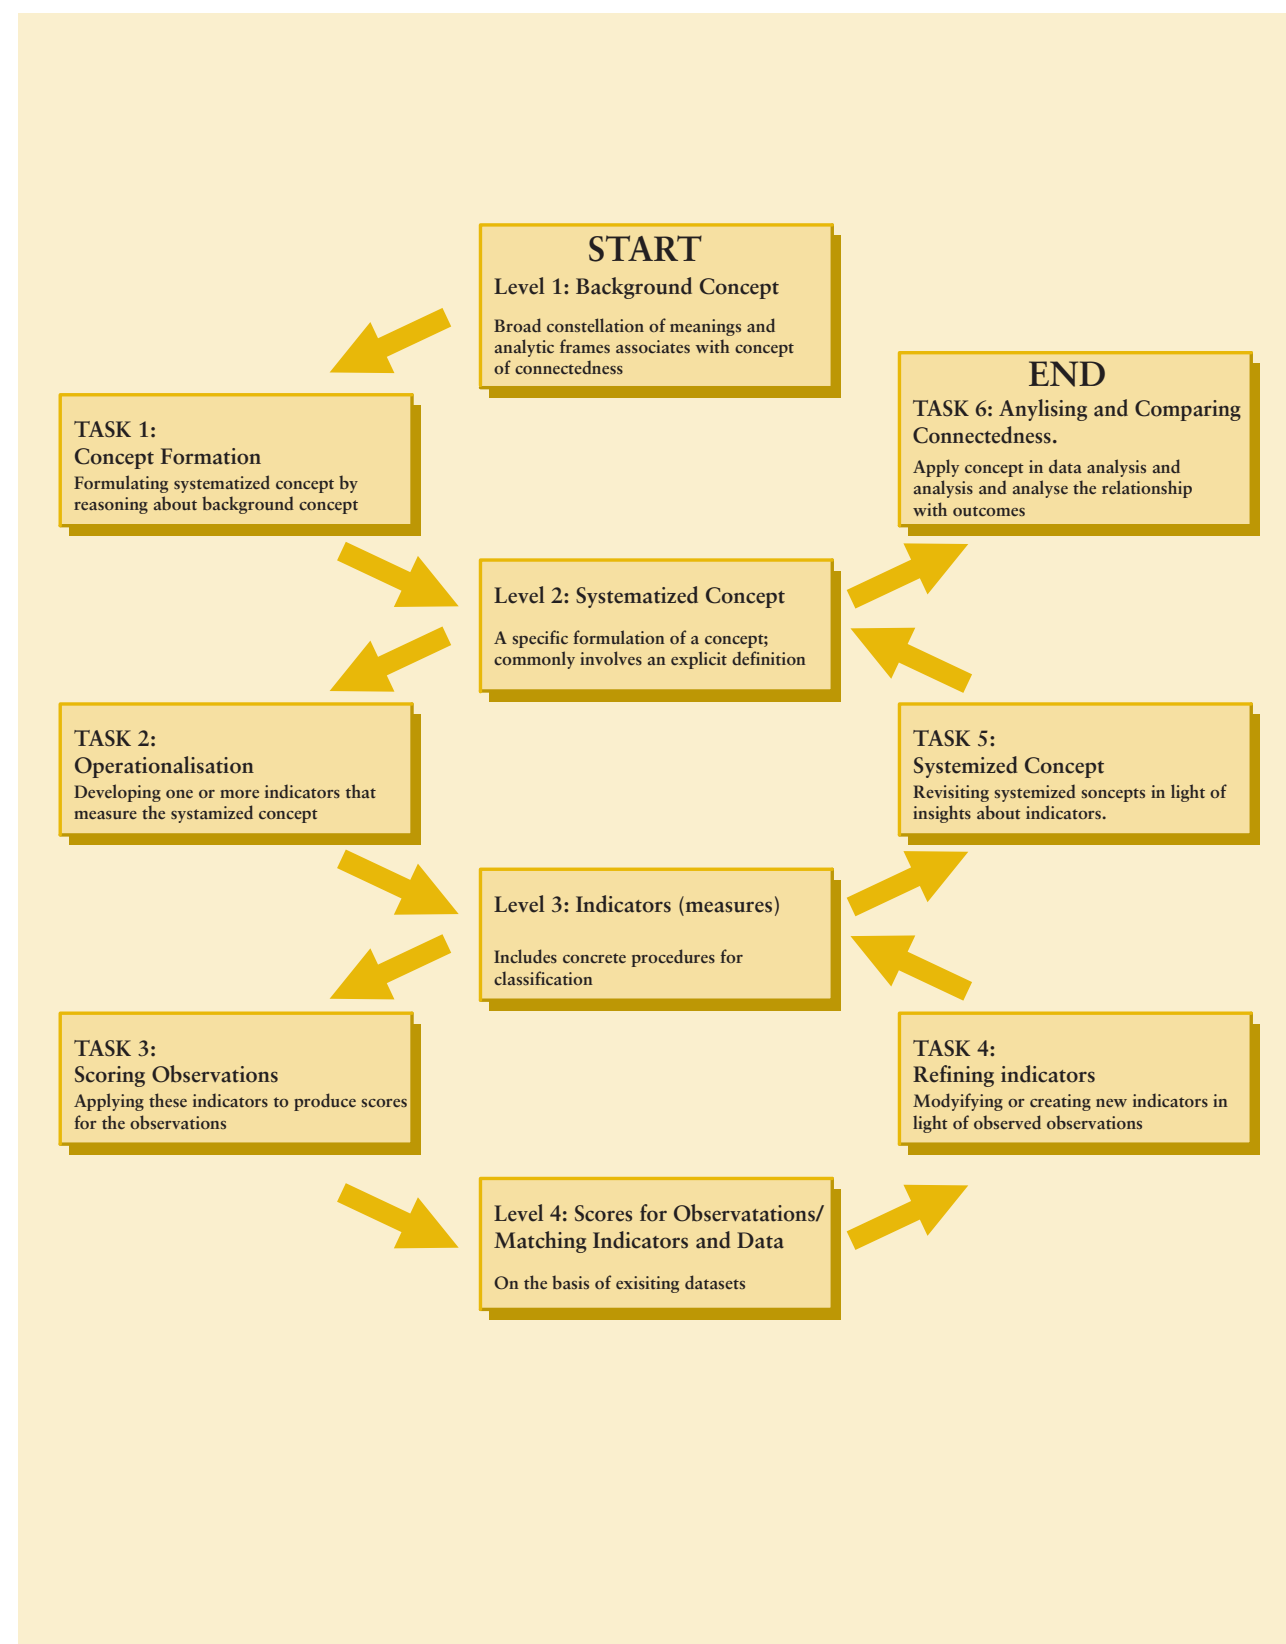 START
Level 1: Background Concept
Broad constellation of meanings and
analytic frames associates with concept
of connectedness
TASK 1:
Concept Formation
Formulating systematized concept by
reasoning about background concept
Level 2: Systematized Concept
A specific formulation of a concept;
commonly involves an explicit definition
TASK 2:
Operationalisation
Developing one or more indicators that
measure the systamized concept
Level 3: Indicators (measures)
Includes concrete procedures for
classification
TASK 3:
Scoring Observations
Applying these indicators to produce scores
for the observations
Level 4: Scores for Observatations/
Matching Indicators and Data
On the basis of exisiting datasets
TASK 4:
Refining indicators
Modyifying or creating new indicators in
light of observed observations
TASK 5:
Systemized Concept
Revisiting systemized soncepts in light of
insights about indicators.
END
TASK 6: Anylising and Comparing
Connectedness.
Apply concept in data analysis and
analysis and analyse the relationship
with outcomes